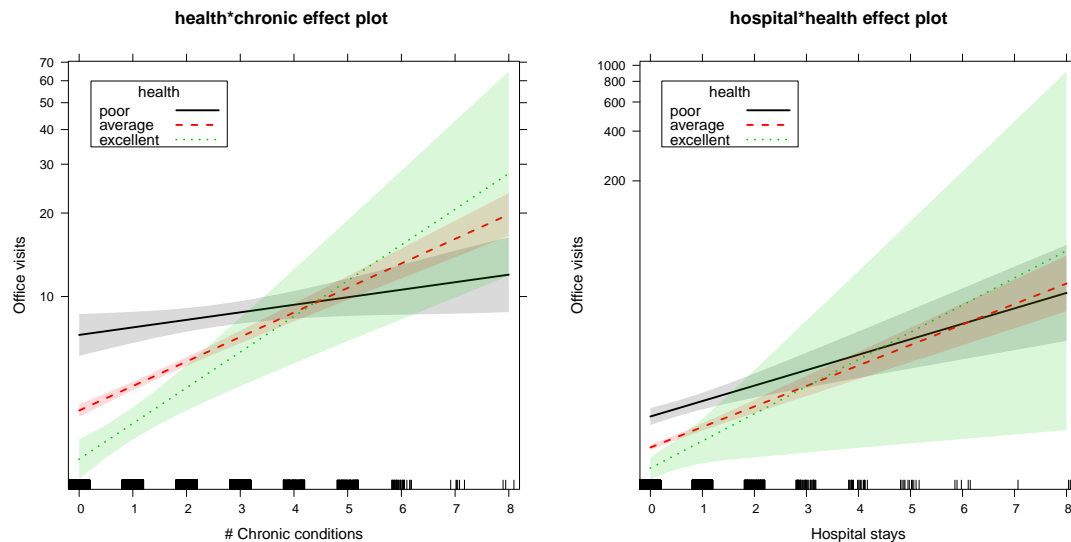 health*chronic effect plot
Office visits
70
60
50
40
30
20
10
health
poor
average
excellent
0 1 2 3 4 5 6 7 8
# Chronic conditions
hospital*health effect plot
Office visits
1000
800
600
400
200
health
poor
average
excellent
0 1 2 3 4 5 6 7 8
Hospital stays